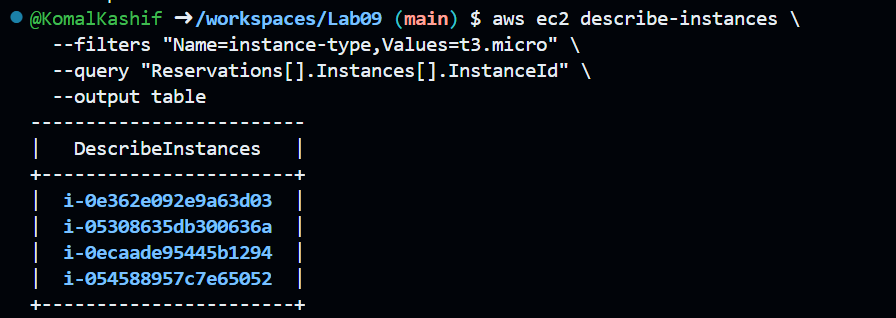 @KomalKashif ➜/workspaces/Lab09 (main) $ aws ec2 describe-instances \
  --filters "Name=instance-type,Values=t3.micro" \
  --query "Reservations[].Instances[].InstanceId" \
  --output table
-------------------------
|   DescribeInstances   |
+-----------------------+
|  i-0e362e092e9a63d03  |
|  i-05308635db300636a  |
|  i-0ecaade95445b1294  |
|  i-054588957c7e65052  |
+-----------------------+